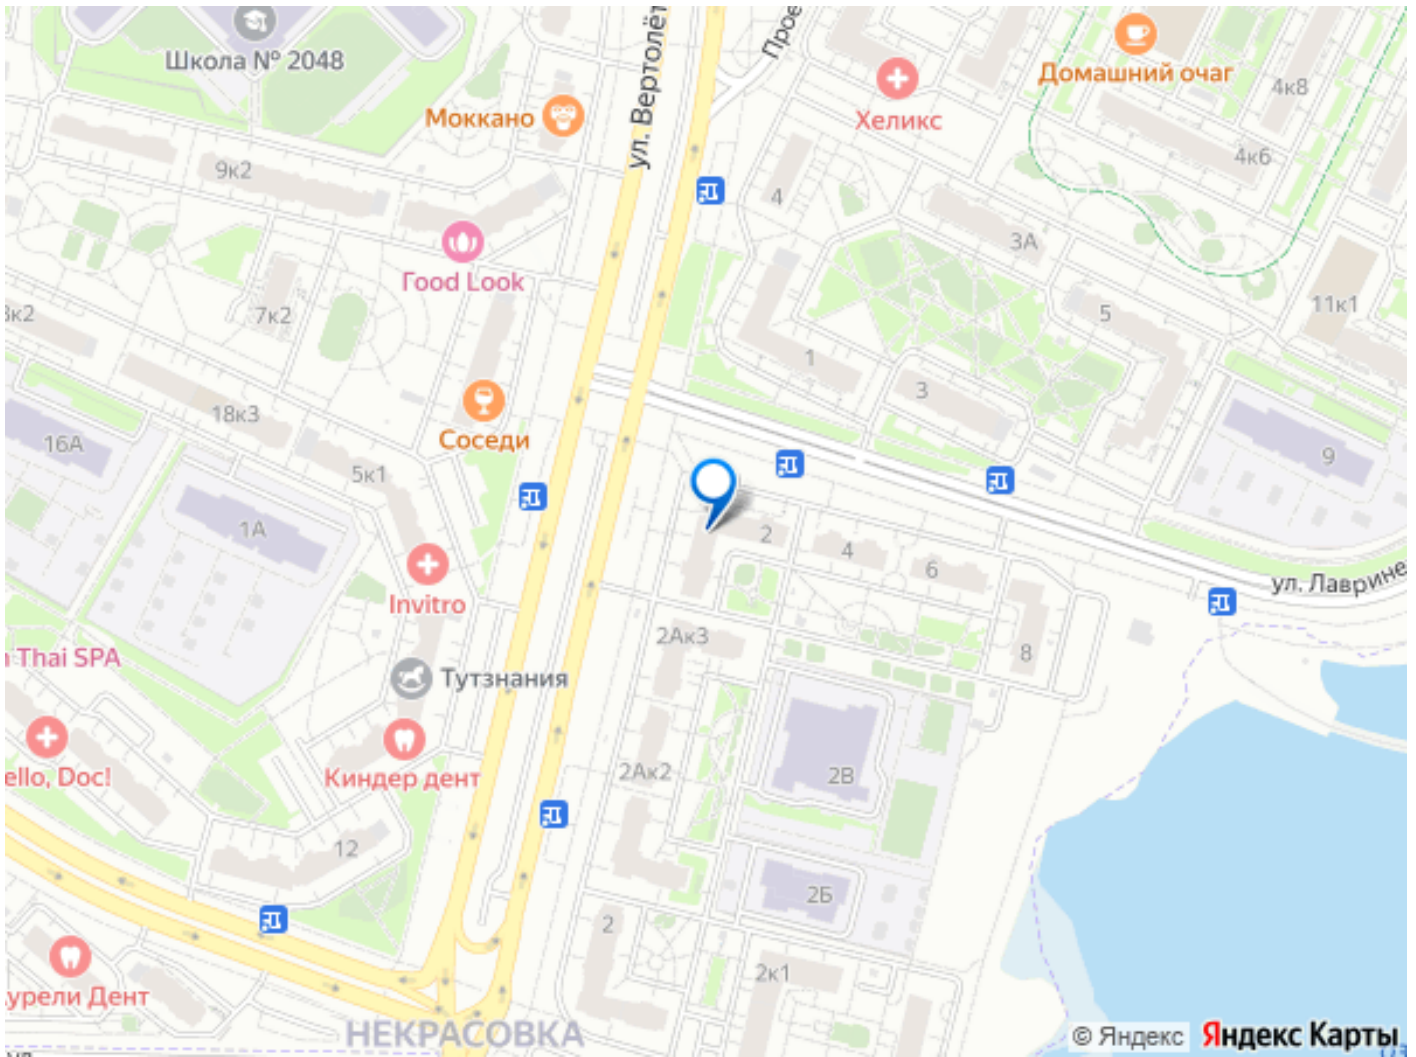 Школа № 2048
ул. Вертолёт
Прое
Моккано
Хеликс
Домашний очаг
4к8
4к6
9к2
4
3А
Food Look
7к2
11к1
5
1
3
18к3
Соседи
16А
5к1
9
1А
2
4
6
Invitro
ул. Лаврине
2Ак3
8
Thai SPA
Тутзнания
ello, Doc!
Киндер дент
2Ак2
2В
12
2Б
2
2к1
урели Дент
НЕКРАСОВКА
© Яндекс Яндекс Карты